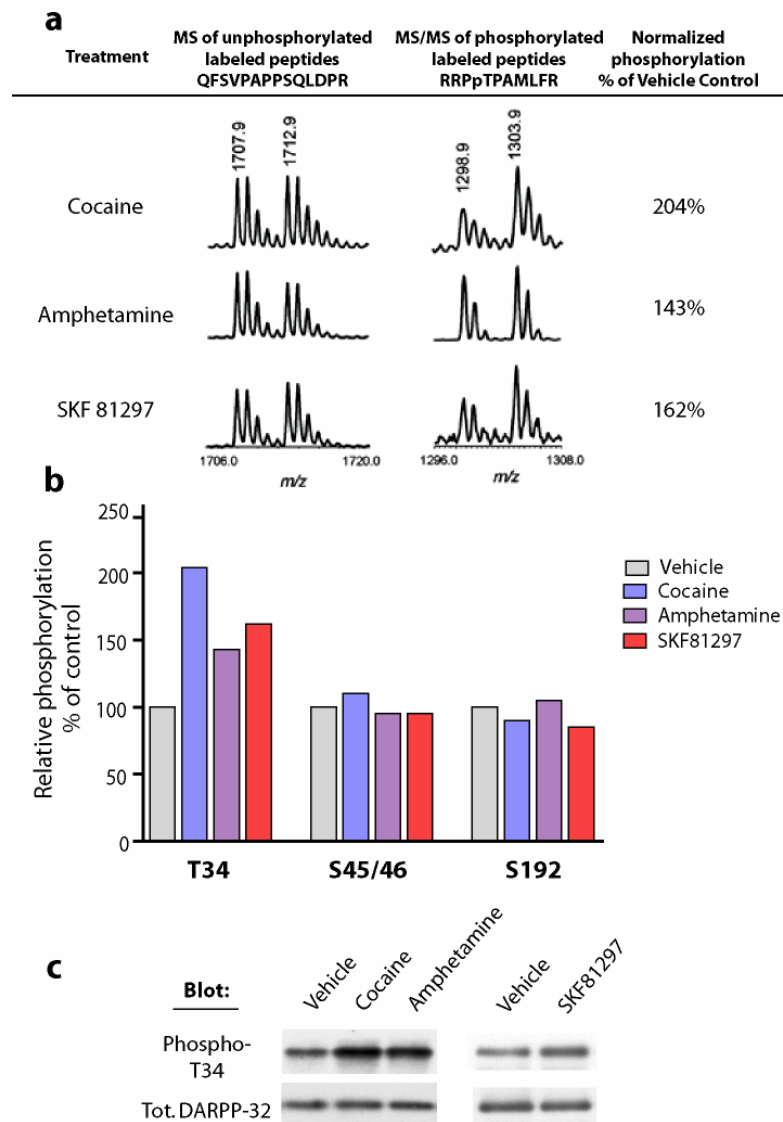 a
Treatment
MS of unphosphorylated
labeled peptides
QFSVPAPPSQLDPR
MS/MS of phosphorylated
labeled peptides
RRPpTPAMLFR
Normalized
phosphorylation
% of Vehicle Control
1707.9
1712.9
1298.9
1303.9
Cocaine
204%
Amphetamine
143%
SKF 81297
162%
1706.0
1720.0
m/z
1296.0
1308.0
m/z
b
Relative phosphorylation
% of control
250
200
150
100
50
0
T34
S45/46
S192
Vehicle
Cocaine
Amphetamine
SKF81297
c
Blot:
Vehicle
Cocaine
Amphetamine
Vehicle
SKF81297
Phospho-
T34
Tot. DARPP-32